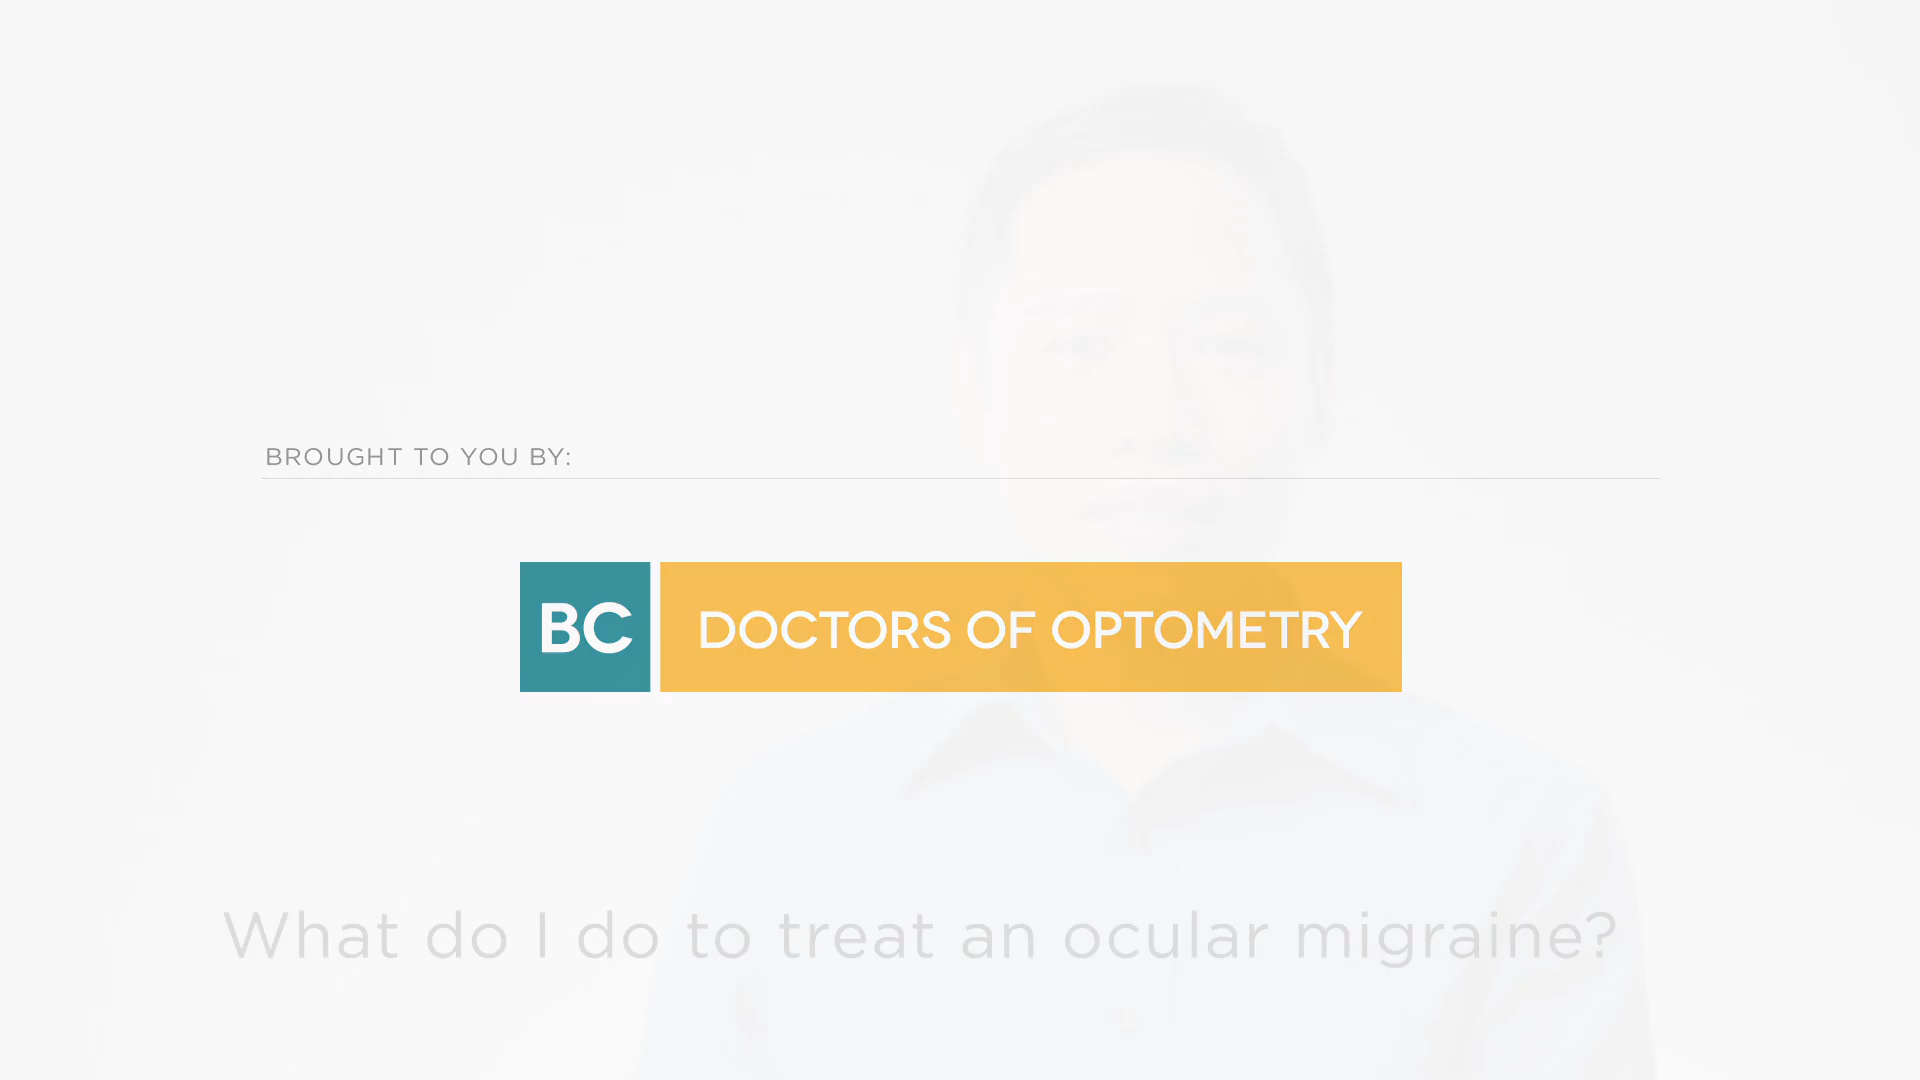 BROUGHT TO YOU BY:
BC DOCTORS OF OPTOMETRY
What do I do to treat an ocular migraine?